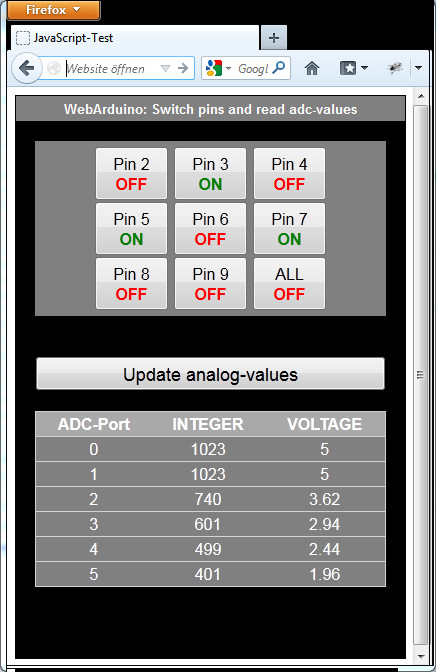 Firefox
JavaScript-Test
Website öffnen
Googl
WebArduino: Switch pins and read adc-values
Pin 2 Pin 3 Pin 4
OFF ON OFF
Pin 5 Pin 6 Pin 7
ON OFF ON
Pin 8 Pin 9 ALL
OFF OFF OFF
Update analog-values
ADC-Port INTEGER VOLTAGE
0 1023 5
1 1023 5
2 740 3.62
3 601 2.94
4 499 2.44
5 401 1.96